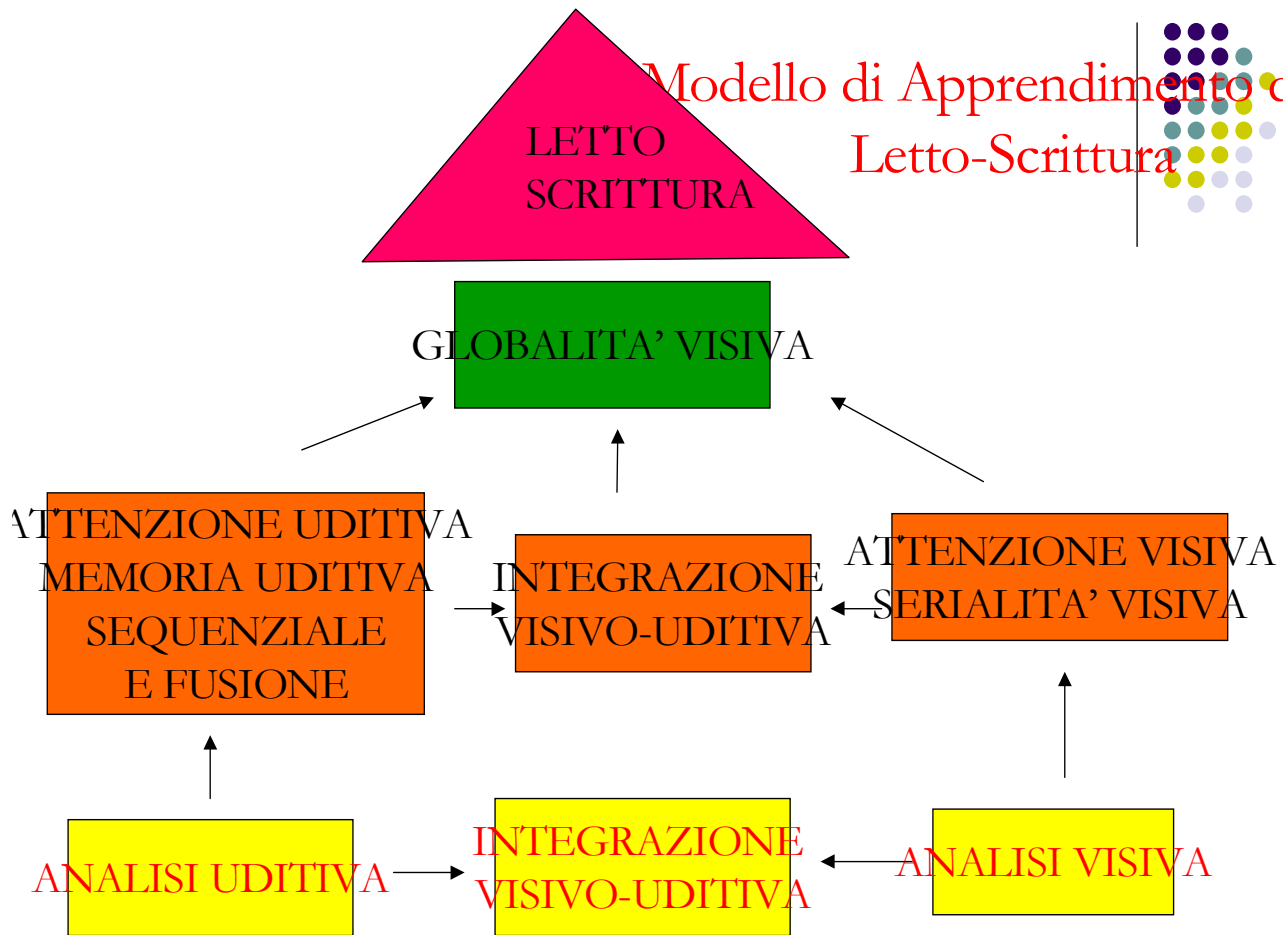 Modello di Apprendimento d
Letto-Scrittura
LETTO
SCRITTURA
GLOBALITA’ VISIVA
ATTENZIONE UDITIVA
MEMORIA UDITIVA
SEQUENZIALE
E FUSIONE
INTEGRAZIONE
VISIVO-UDITIVA
ATTENZIONE VISIVA
SERIALITA’ VISIVA
ANALISI UDITIVA
INTEGRAZIONE
VISIVO-UDITIVA
ANALISI VISIVA